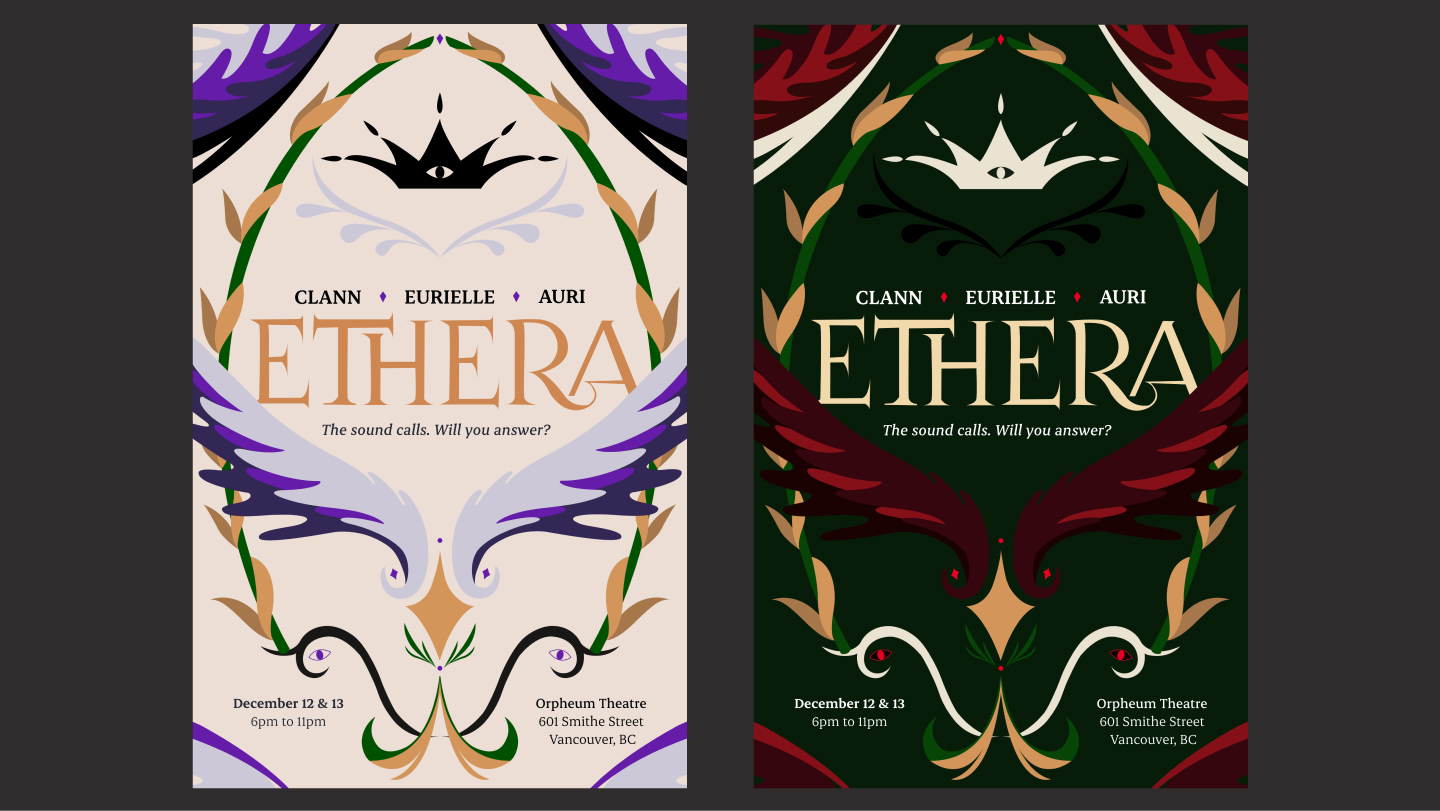 CLANN ♦ EURIELLE ♦ AURI
ETHERA
The sound calls. Will you answer?
December 12 & 13
6pm to 11pm
Orpheum Theatre
601 Smithe Street
Vancouver, BC
CLANN ♦ EURIELLE ♦ AURI
ETHERA
The sound calls. Will you answer?
December 12 & 13
6pm to 11pm
Orpheum Theatre
601 Smithe Street
Vancouver, BC